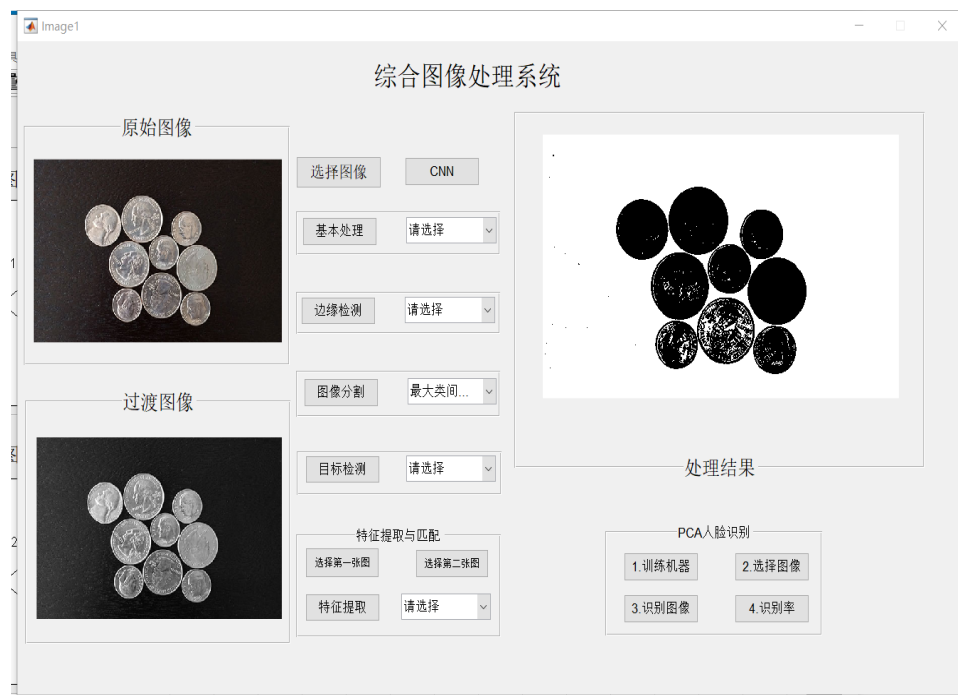 Image1
综合图像处理系统
原始图像
选择图像
CNN
基本处理
请选择
边缘检测
请选择
图像分割
最大类间...
过渡图像
目标检测
请选择
处理结果
特征提取与匹配
选择第一张图
选择第二张图
特征提取
请选择
PCA人脸识别
1.训练机器
2.选择图像
3.识别图像
4.识别率